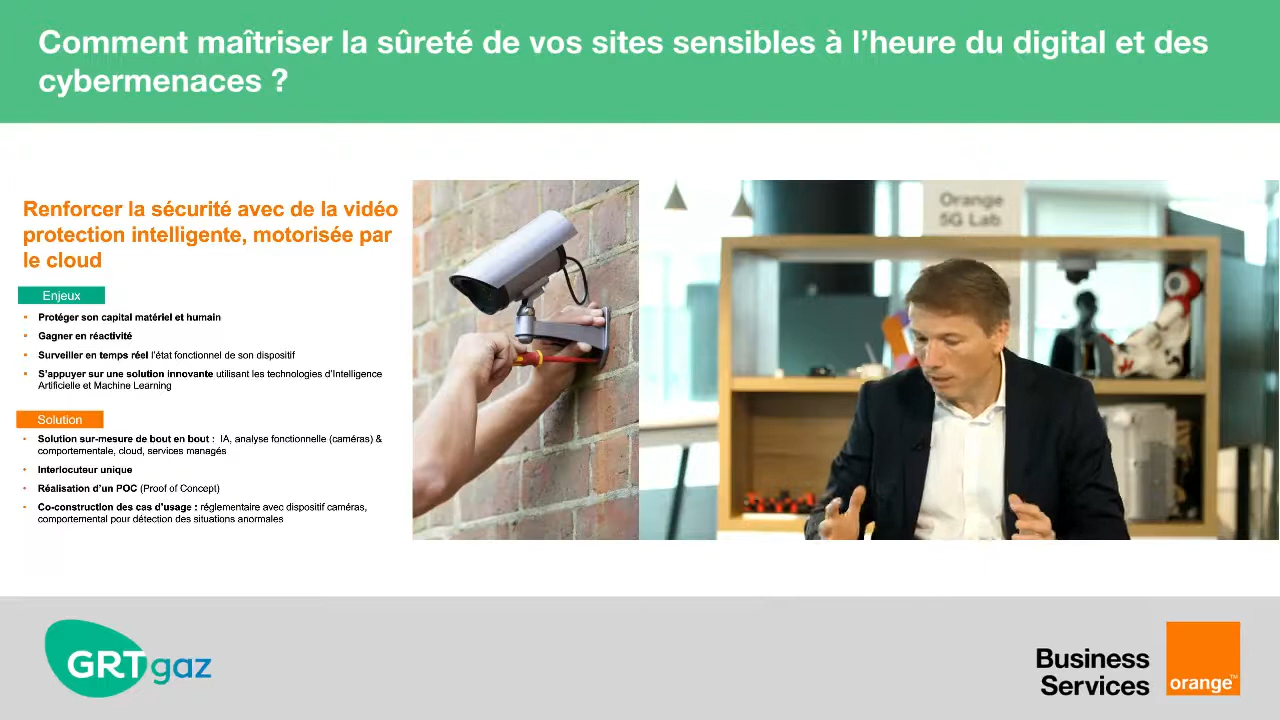 Comment maîtriser la sûreté de vos sites sensibles à l’heure du digital et des
cybermenaces ?
Renforcer la sécurité avec de la vidéo
protection intelligente, motorisée par
le cloud
Enjeux
Protéger son capital matériel et humain
Gagner en réactivité
Surveiller en temps réel l’état fonctionnel de son dispositif
S’appuyer sur une solution innovante utilisant les technologies d’Intelligence
Artificielle et Machine Learning
Solution
Solution sur-mesure de bout en bout : IA, analyse fonctionnelle (caméras) &
comportementale, cloud, services managés
Interlocuteur unique
Réalisation d’un POC (Proof of Concept)
Co-construction des cas d’usage : réglementaire avec dispositif caméras,
comportemental pour détection des situations anormales
Orange
5G Lab
GRTgaz
Business
Services
orange™